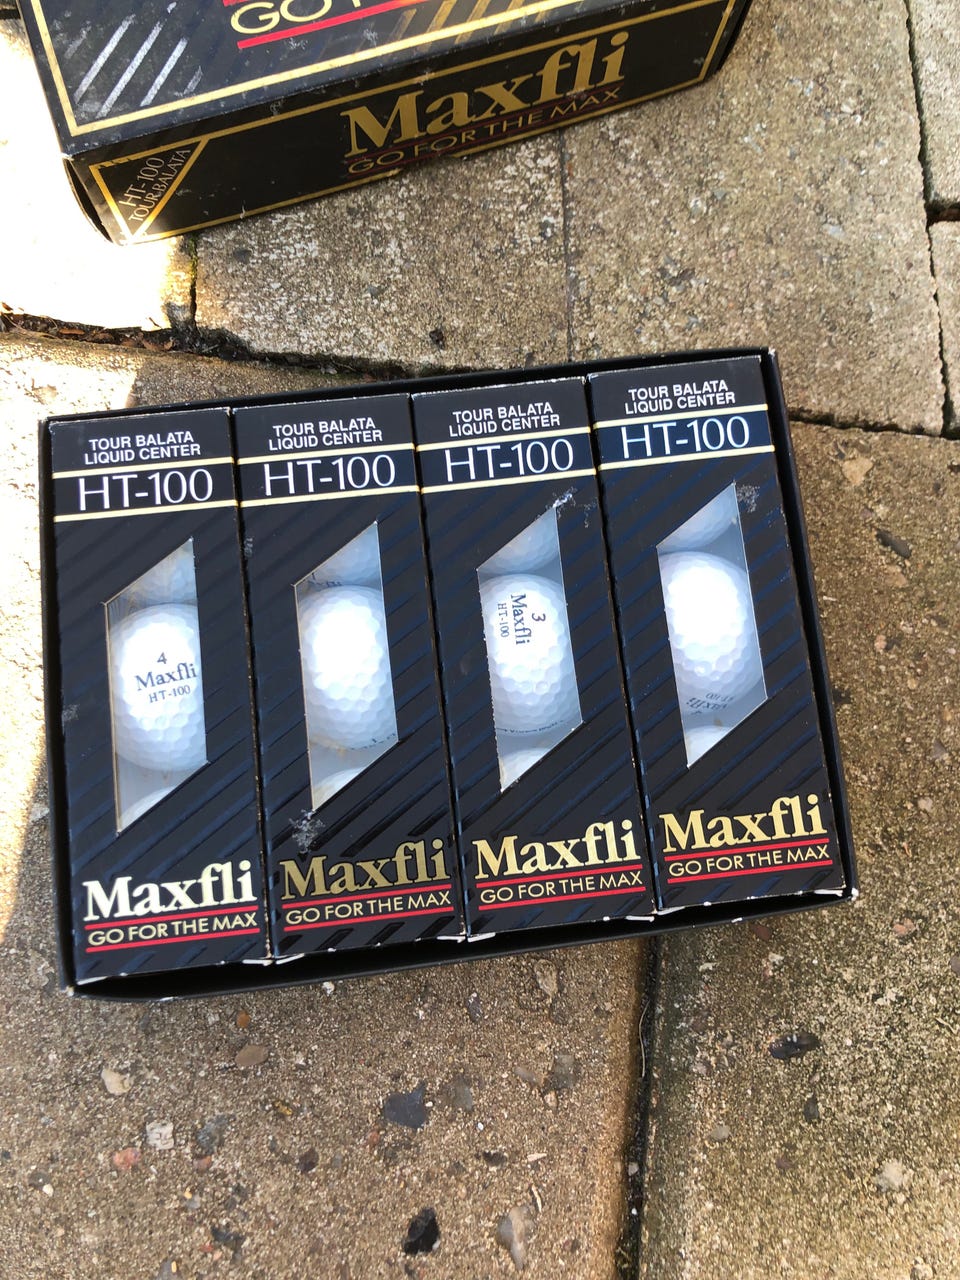 GO
Maxfli
GO FOR THE MAX
HT-100
TOUR BALATA
TOUR BALATA
LIQUID CENTER
HT-100
4
Maxfli
HT-100
Maxfli
GO FOR THE MAX
TOUR BALATA
LIQUID CENTER
HT-100
Maxfli
GO FOR THE MAX
TOUR BALATA
LIQUID CENTER
HT-100
3
Maxfli
HT-100
Maxfli
GO FOR THE MAX
TOUR BALATA
LIQUID CENTER
HT-100
Maxfli
GO FOR THE MAX